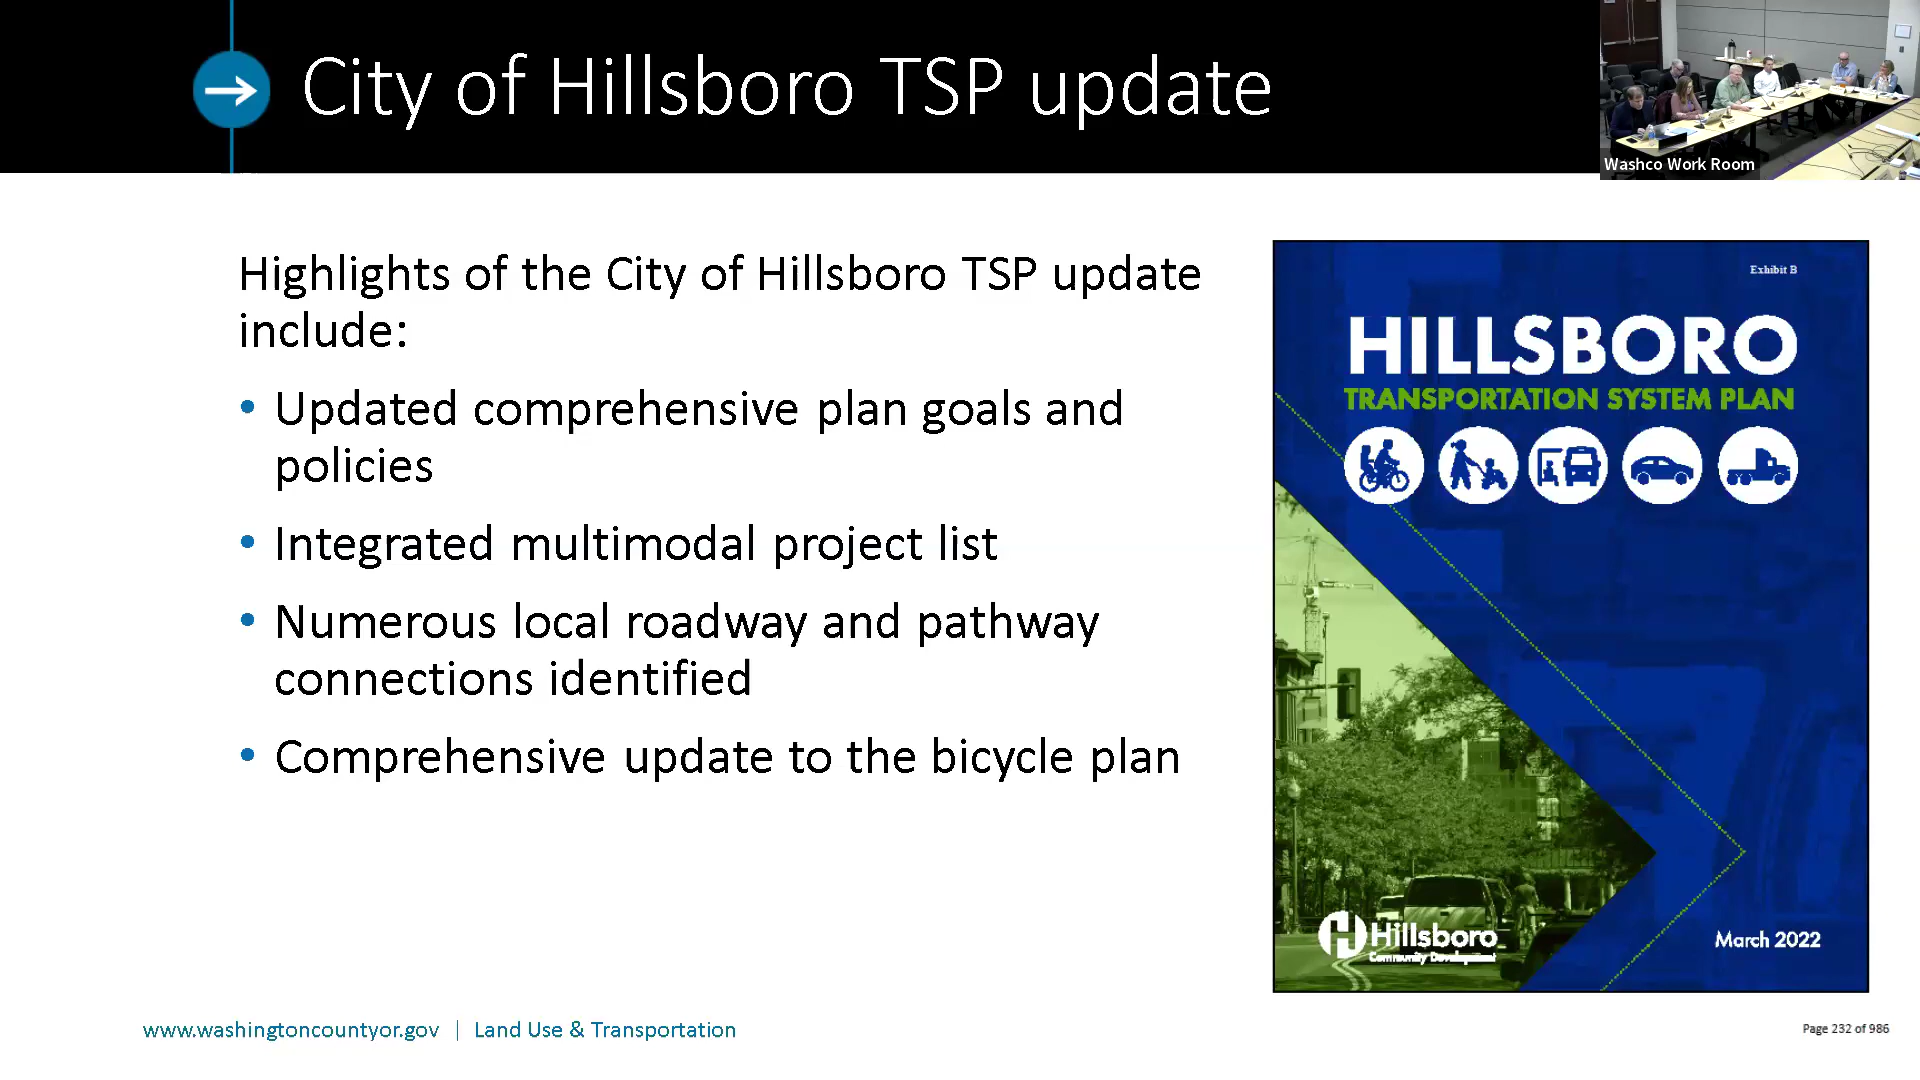 City of Hillsboro TSP update
Washco Work Room
Highlights of the City of Hillsboro TSP update
include:
• Updated comprehensive plan goals and
policies
• Integrated multimodal project list
• Numerous local roadway and pathway
connections identified
• Comprehensive update to the bicycle plan
Exhibit B
HILLSBORO
TRANSPORTATION SYSTEM PLAN
Hillsboro
Community Development
March 2022
www.washingtoncountyor.gov | Land Use & Transportation
Page 232 of 986